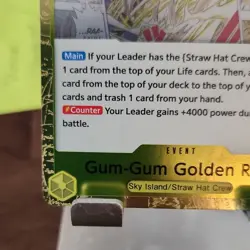 Main If your Leader has the [Straw Hat Crew
1 card from the top of your Life cards. Then, a
card from the top of your deck to the top of y
cards and trash 1 card from your hand.
Counter Your Leader gains +4000 power du
battle.
EVENT
Gum-Gum Golden R
Sky Island/Straw Hat Crew